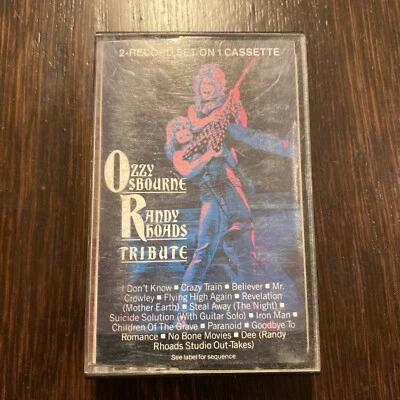 2-RECORD SET ON 1 CASSETTE
OZZY
OSBOURNE
RANDY
RHOADS
TRIBUTE
I Don't Know ■ Crazy Train ■ Believer ■ Mr.
Crowley ■ Flying High Again ■ Revelation
(Mother Earth) ■ Steal Away (The Night) ■
Suicide Solution (With Guitar Solo) ■ Iron Man ■
Children Of The Grave ■ Paranoid ■ Goodbye To
Romance ■ No Bone Movies ■ Dee (Randy
Rhoads Studio Out-Takes)
See label for sequence